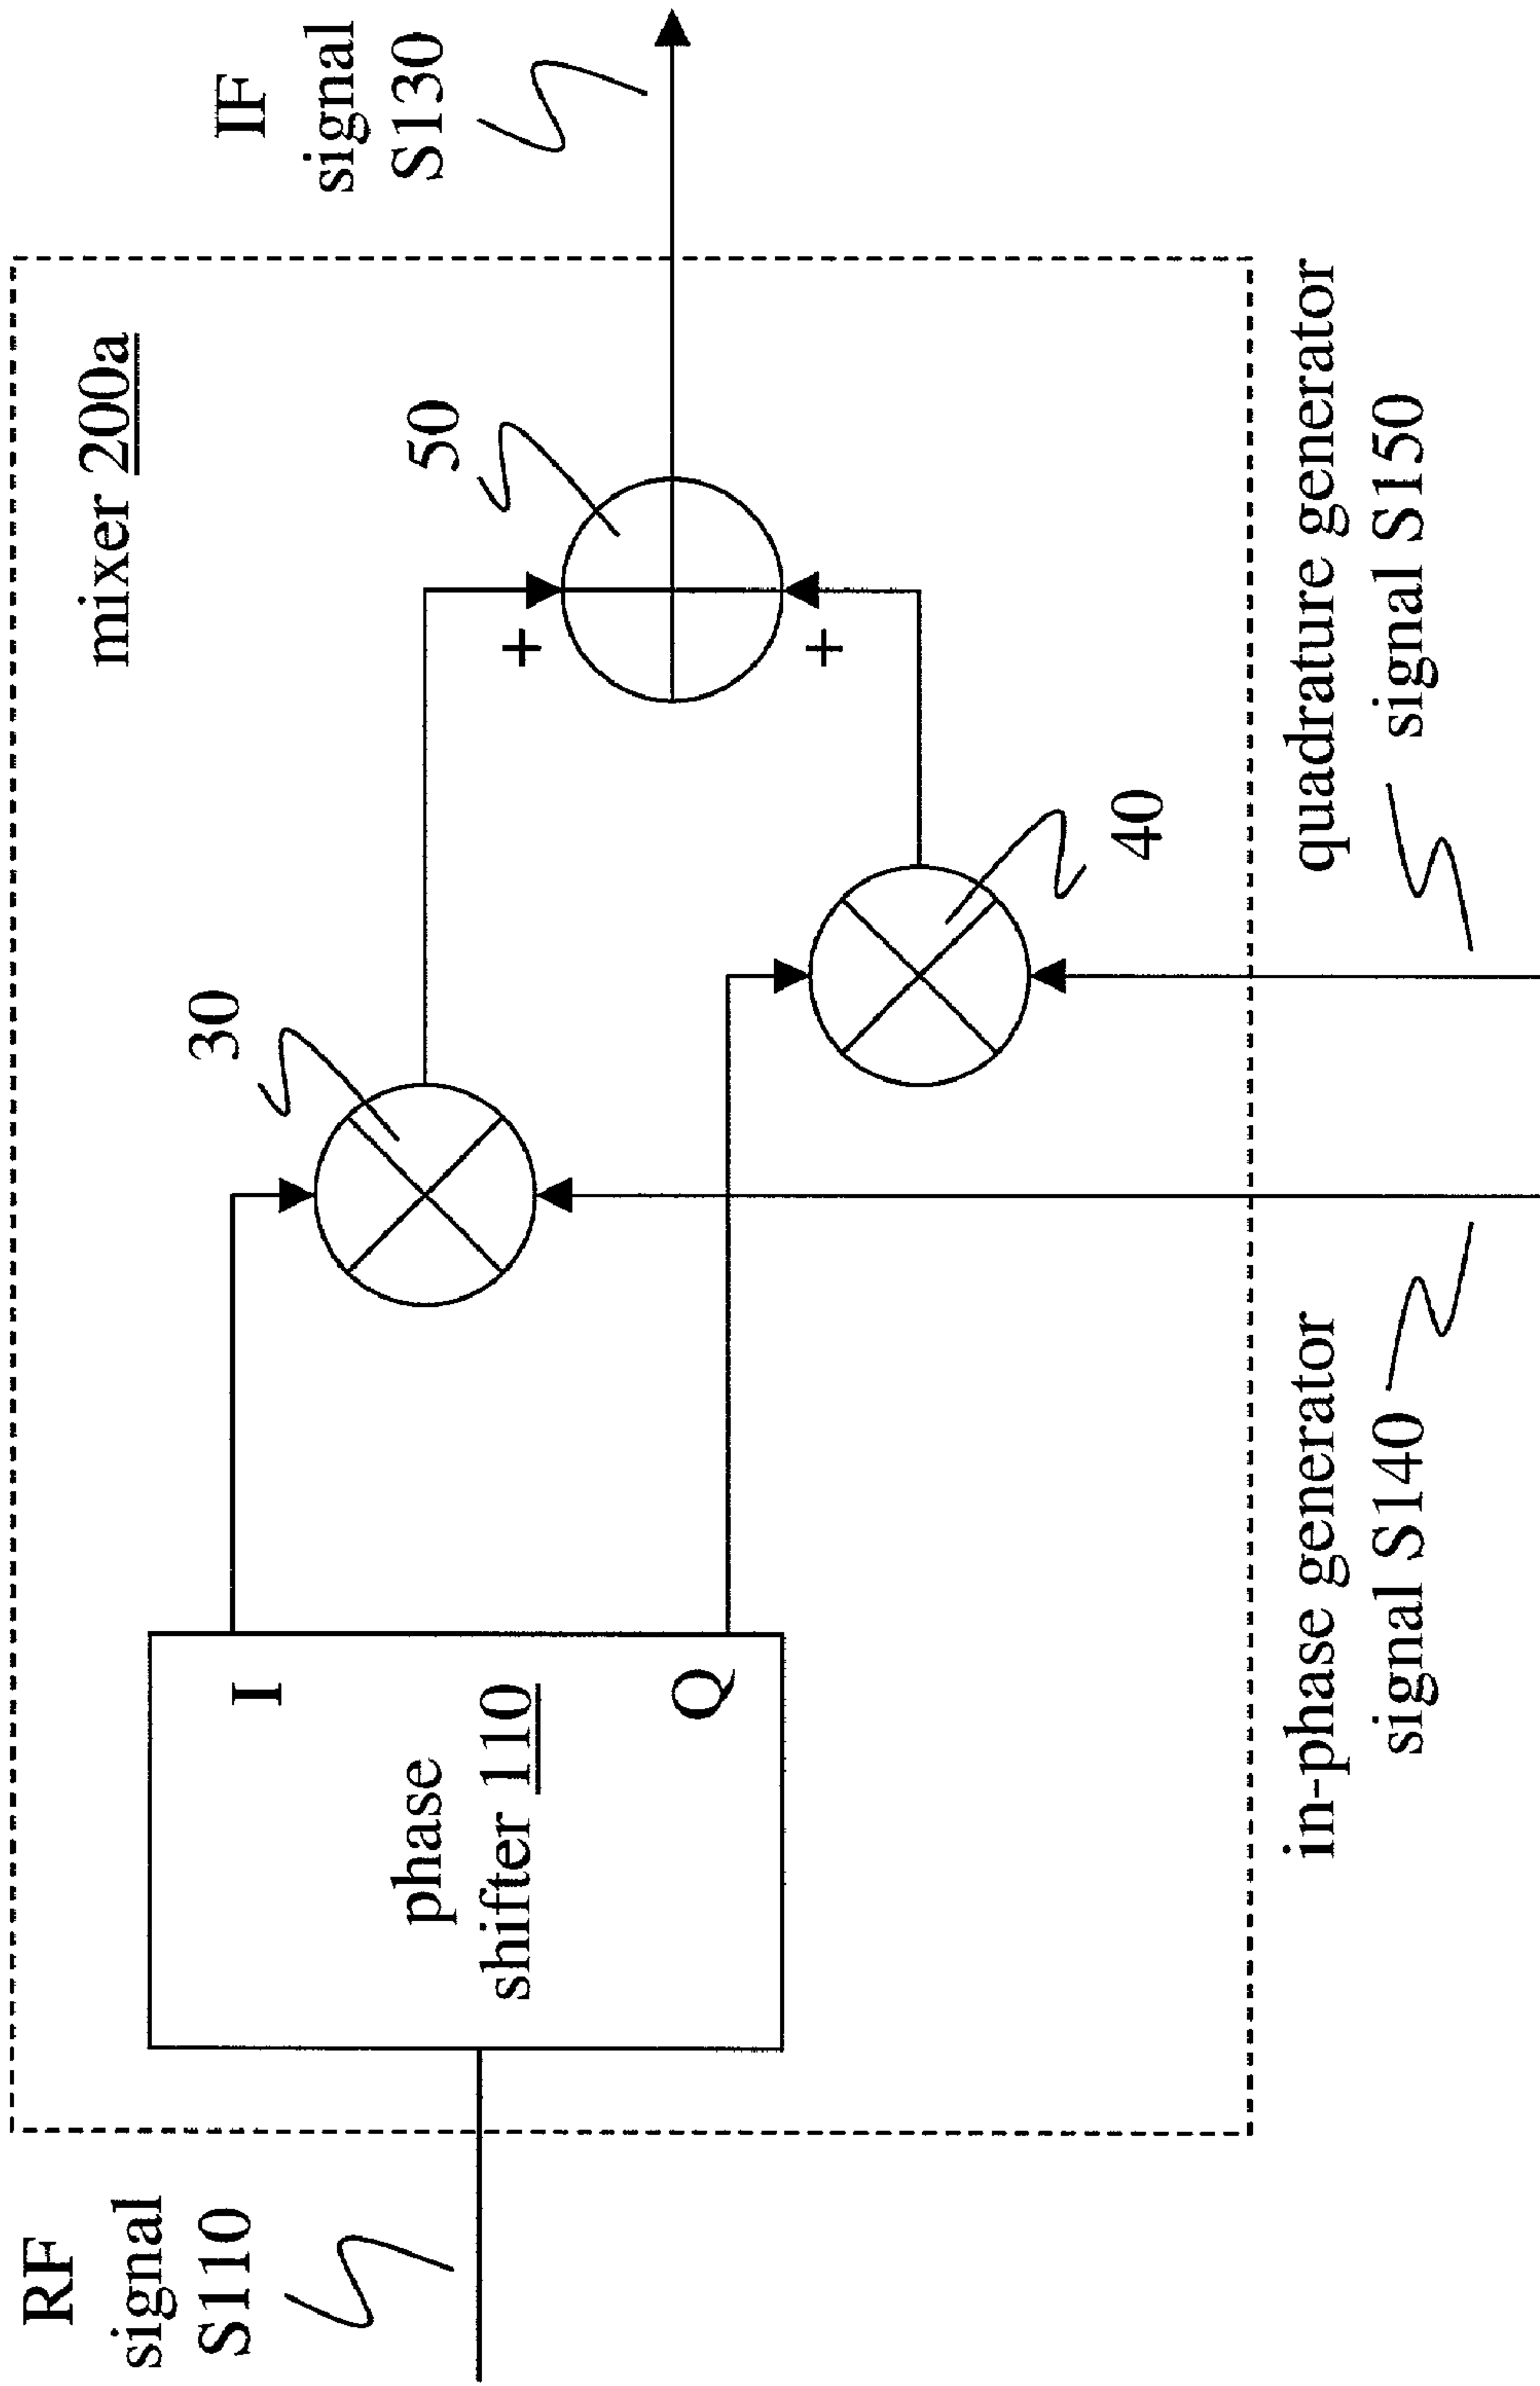 RF
signal
S110
mixer 200a
IF
signal
S130
phase
shifter 110
I
Q
30
40
50
+
+
in-phase generator
signal S140
quadrature generator
signal S150